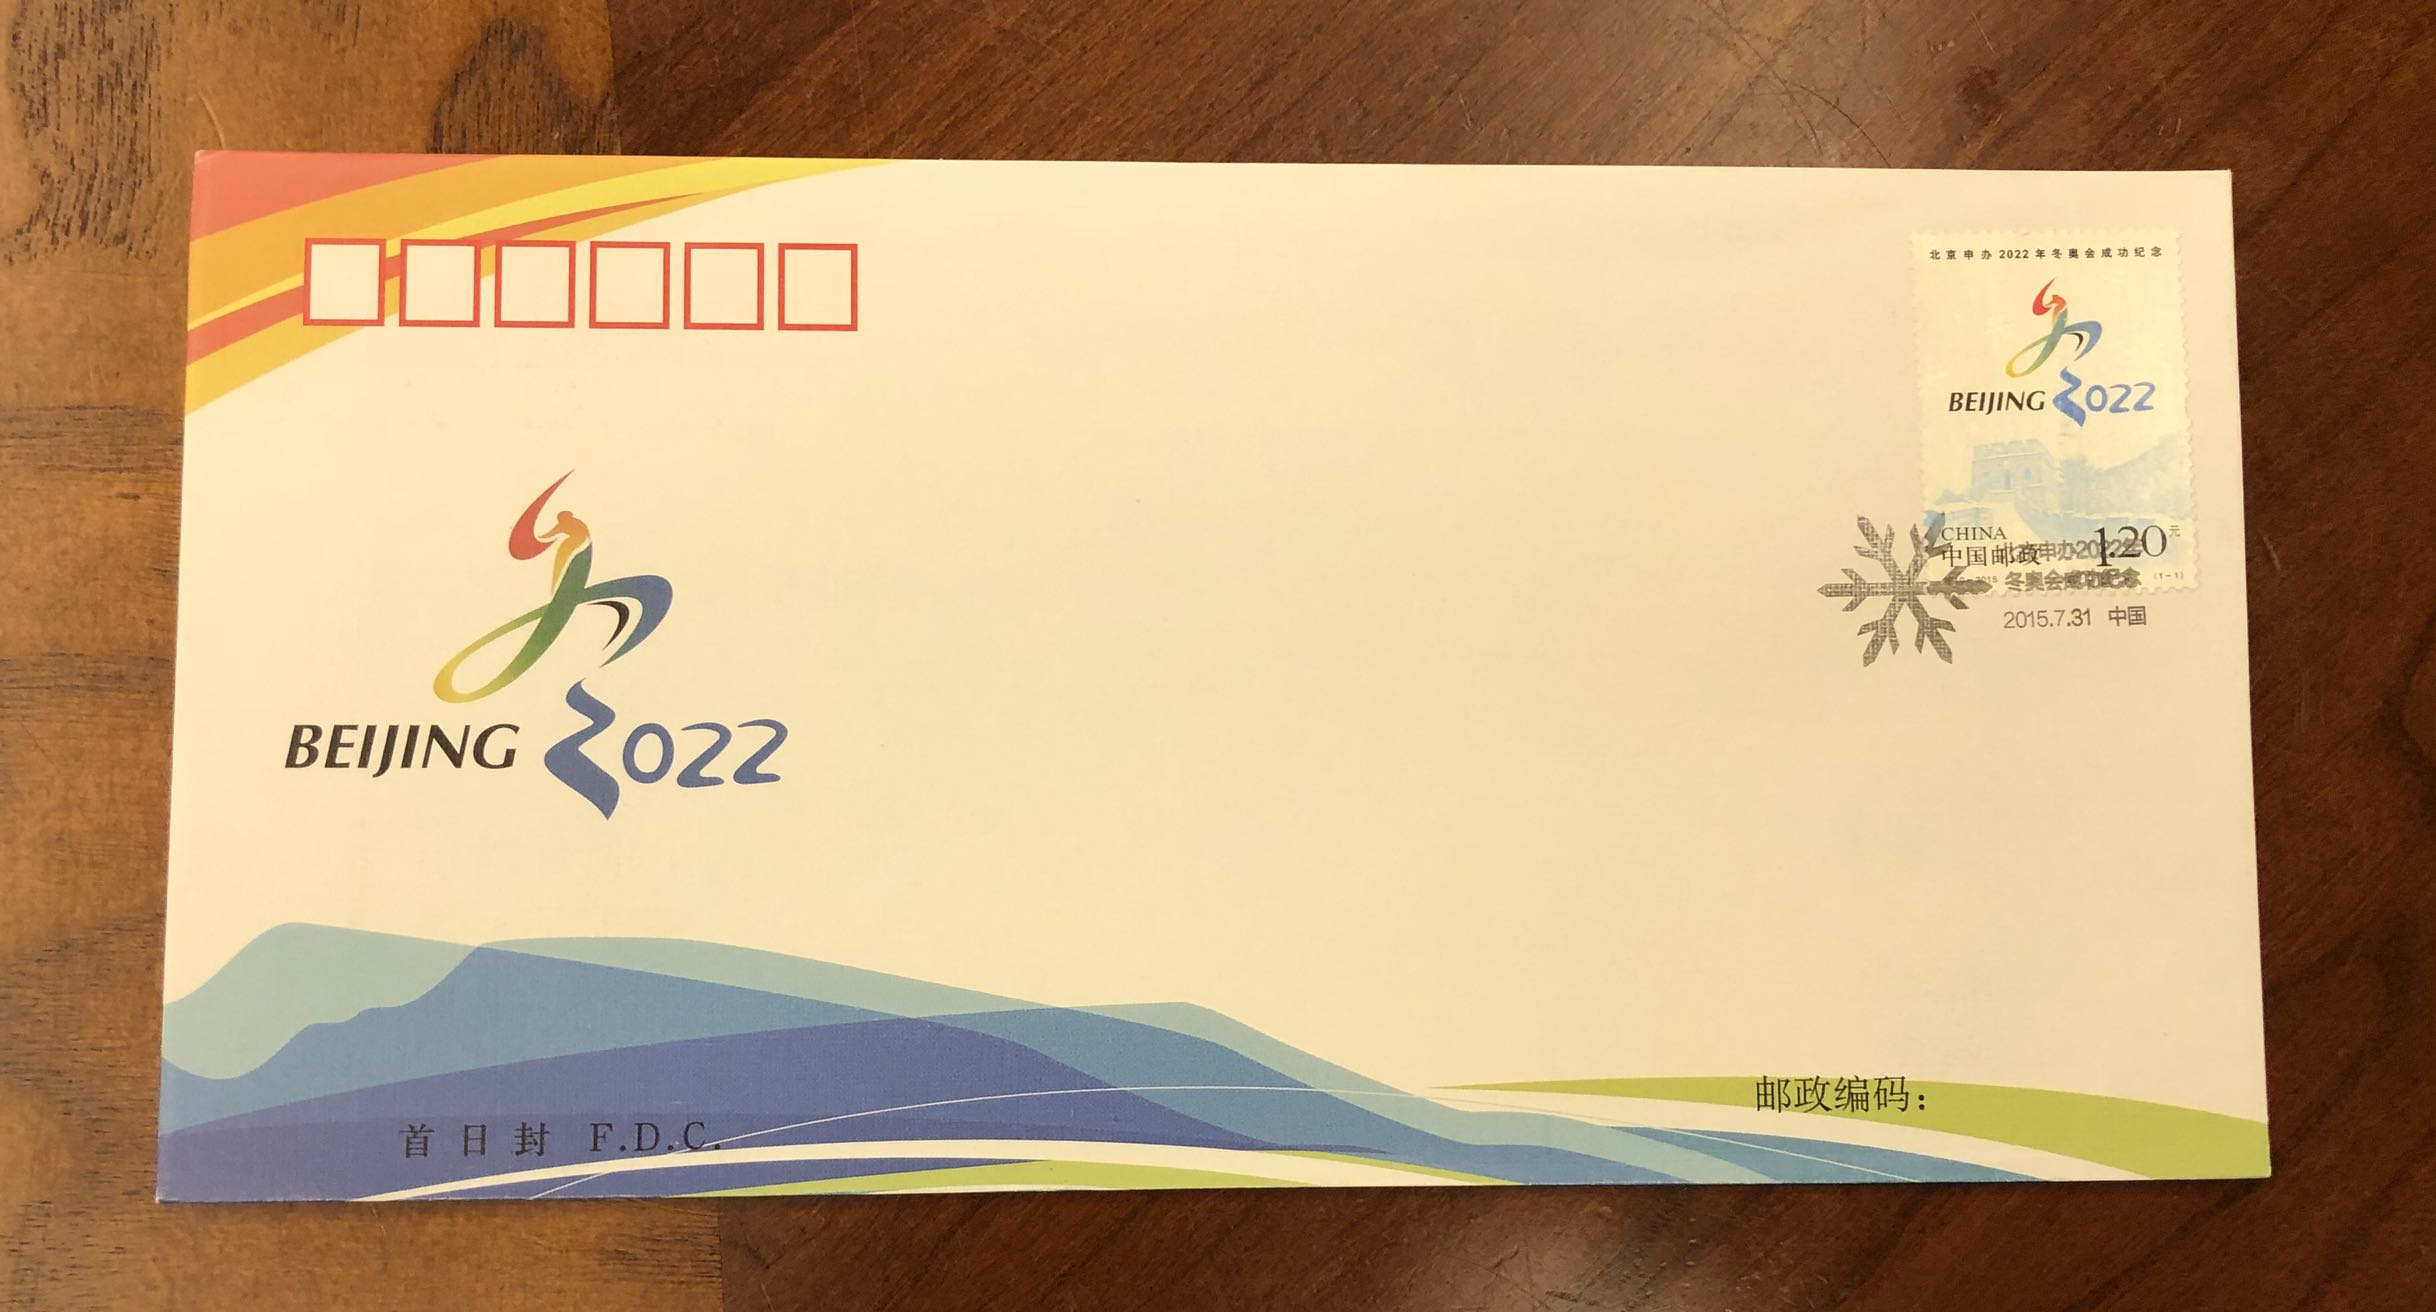 北京申办2022年冬奥会成功纪念
BEIJING 2022
CHINA
中国邮政
1.20元
2015 (1-1)
北京申办2022年
冬奥会成功纪念
2015.7.31 中国
BEIJING 2022
邮政编码：
首日封 F.D.C.